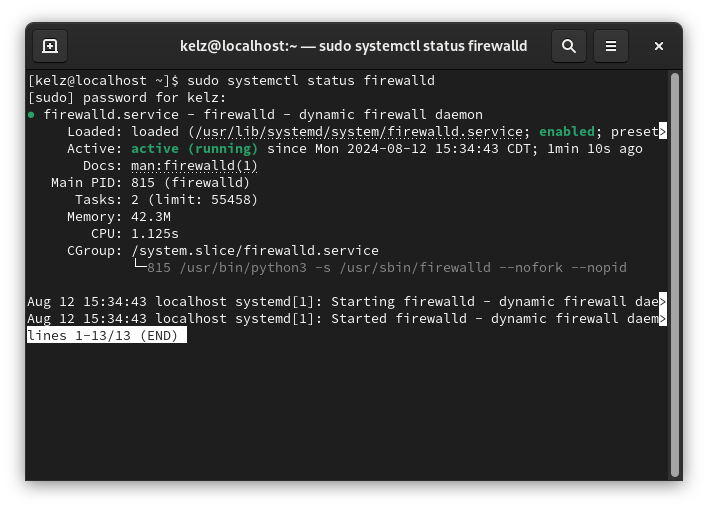 kelz@localhost:~ — sudo systemctl status firewalld
[kelz@localhost ~]$ sudo systemctl status firewalld
[sudo] password for kelz:
● firewalld.service - firewalld - dynamic firewall daemon
     Loaded: loaded (/usr/lib/systemd/system/firewalld.service; enabled; preset>
     Active: active (running) since Mon 2024-08-12 15:34:43 CDT; 1min 10s ago
       Docs: man:firewalld(1)
   Main PID: 815 (firewalld)
      Tasks: 2 (limit: 55458)
     Memory: 42.3M
        CPU: 1.125s
     CGroup: /system.slice/firewalld.service
             └─815 /usr/bin/python3 -s /usr/sbin/firewalld --nofork --nopid
Aug 12 15:34:43 localhost systemd[1]: Starting firewalld - dynamic firewall dae>
Aug 12 15:34:43 localhost systemd[1]: Started firewalld - dynamic firewall daem>
lines 1-13/13 (END)